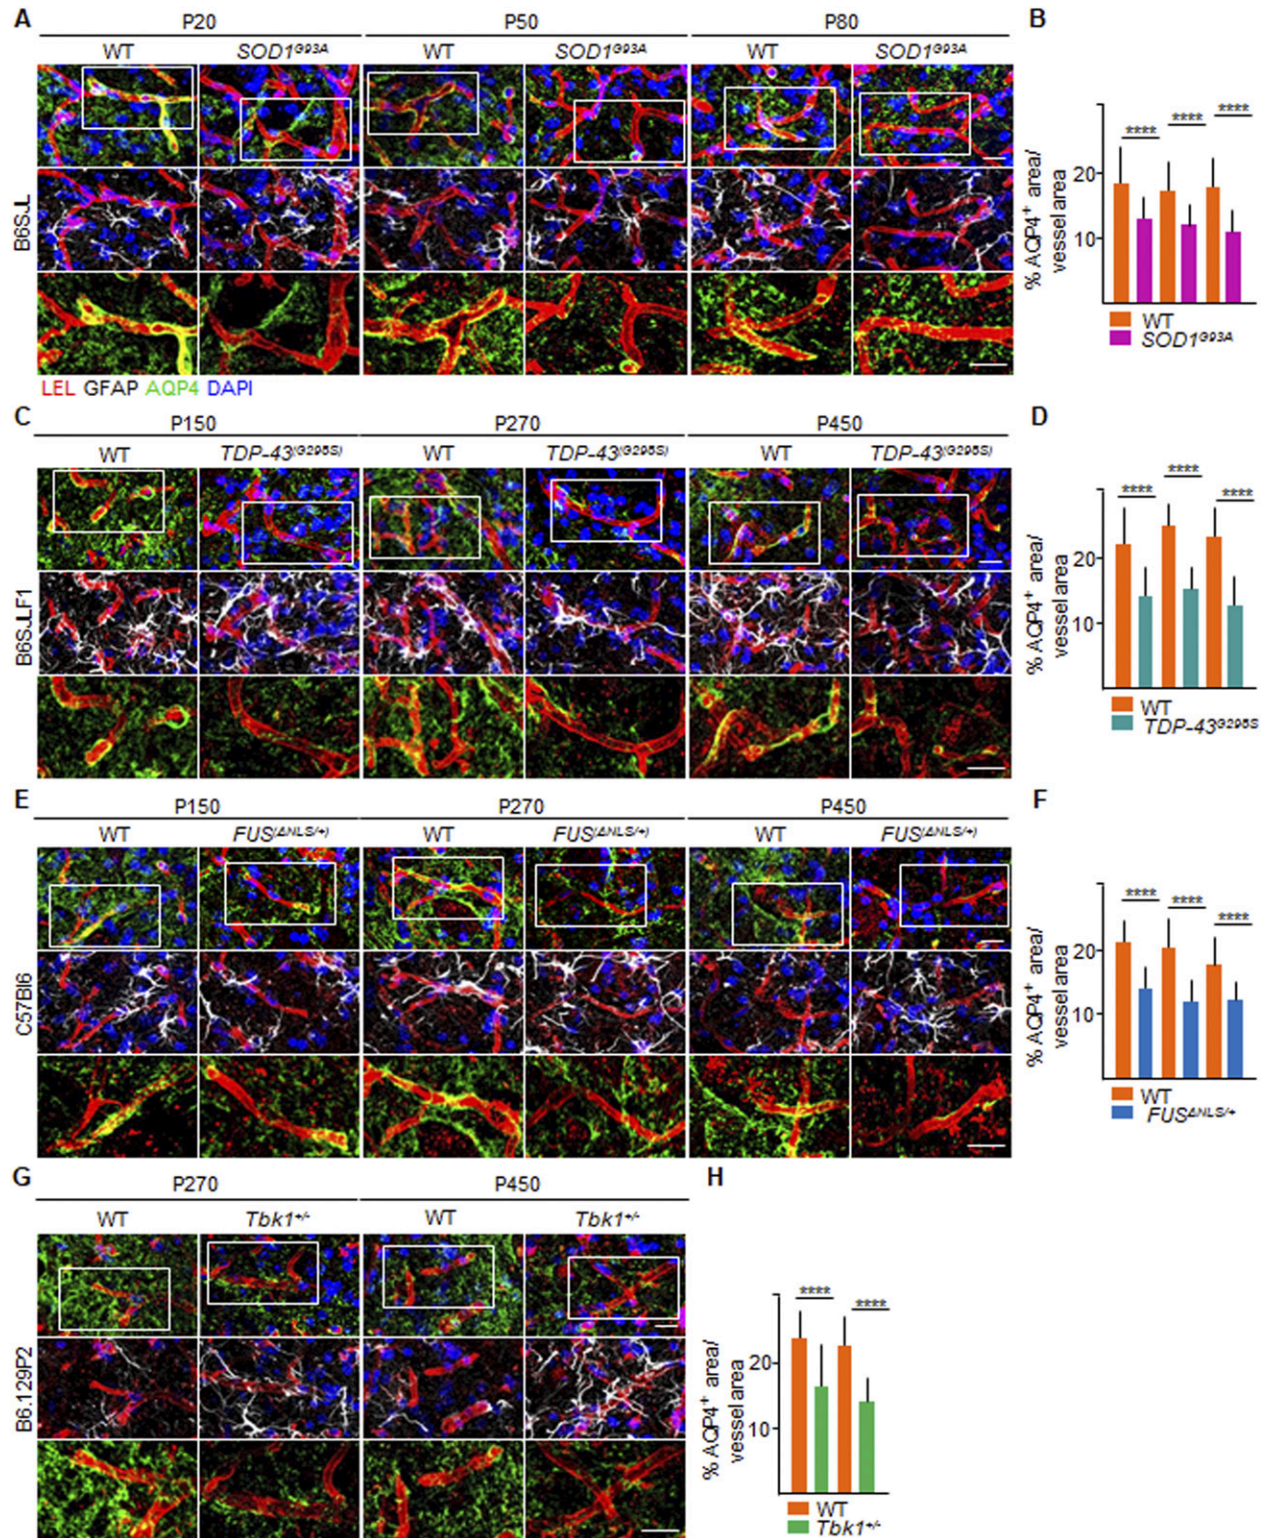 A
P20 P50 P80
WT SOD1ᴳ⁹³ᴬ WT SOD1ᴳ⁹³ᴬ WT SOD1ᴳ⁹³ᴬ
B6SJL
LEL GFAP AQP4 DAPI
B
**** **** ****
20
10
% AQP4⁺ area/
vessel area
WT
SOD1ᴳ⁹³ᴬ
C
P150 P270 P450
WT TDP-43⁽ᴳ²⁹⁸ˢ⁾ WT TDP-43⁽ᴳ²⁹⁸ˢ⁾ WT TDP-43⁽ᴳ²⁹⁸ˢ⁾
B6SJLF1
D
**** **** ****
20
10
% AQP4⁺ area/
vessel area
WT
TDP-43ᴳ²⁹⁸ˢ
E
P150 P270 P450
WT FUS⁽ΔNLS/+⁾ WT FUS⁽ΔNLS/+⁾ WT FUS⁽ΔNLS/+⁾
C57Bl6
F
**** **** ****
20
10
% AQP4⁺ area/
vessel area
WT
FUSΔNLS/+
G
P270 P450
WT Tbk1⁺/⁻ WT Tbk1⁺/⁻
B6.129P2
H
**** ****
20
10
% AQP4⁺ area/
vessel area
WT
Tbk1⁺/⁻